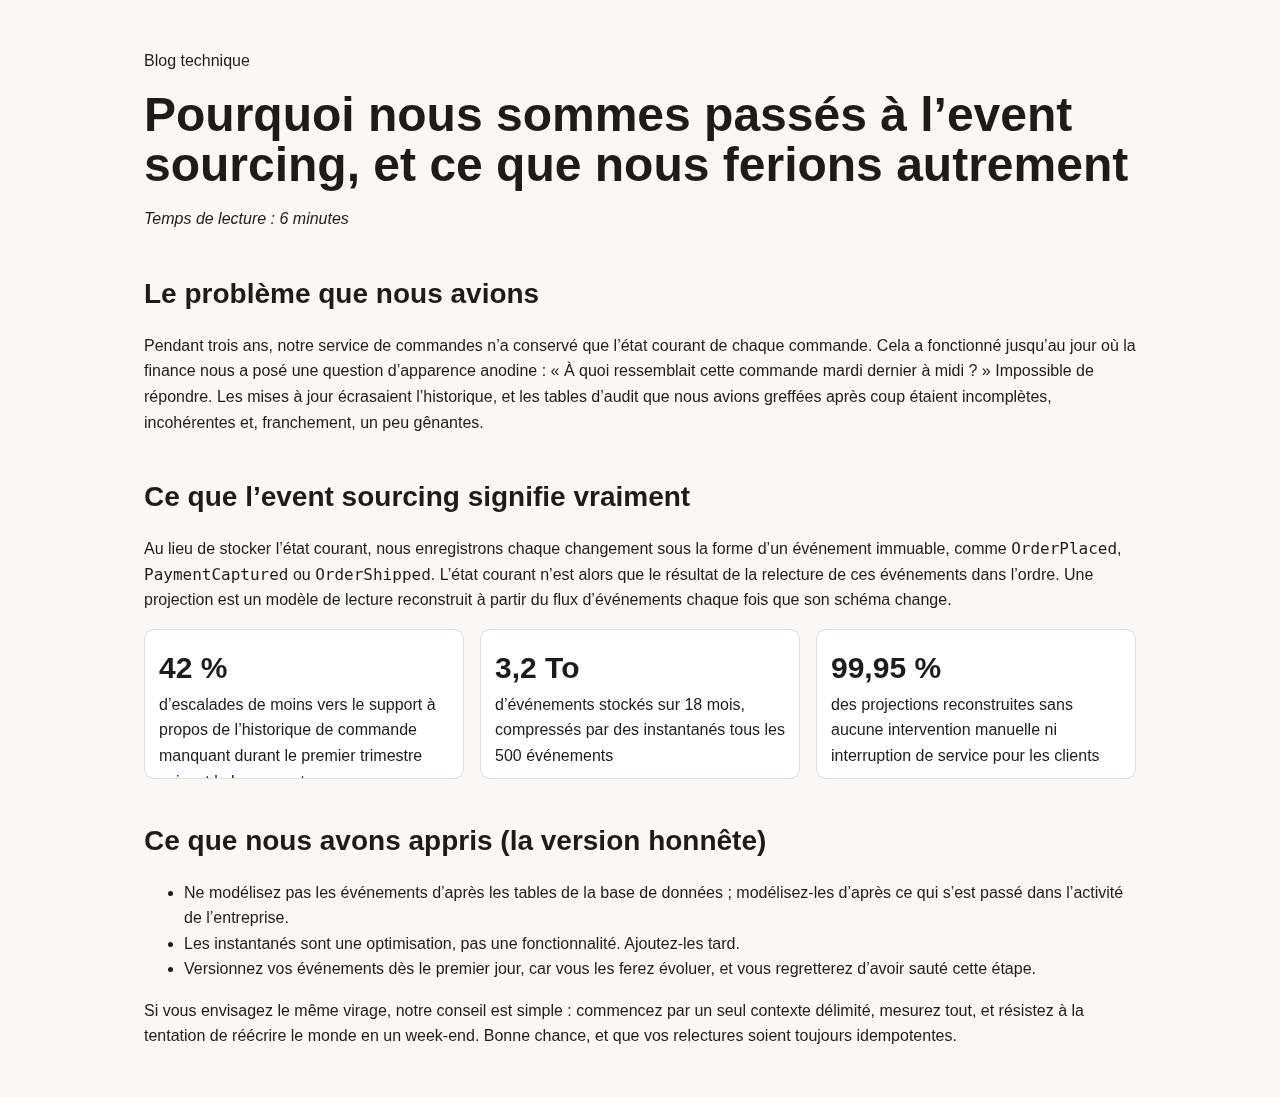 Blog technique
Pourquoi nous sommes passés à l’event
sourcing, et ce que nous ferions autrement
Temps de lecture : 6 minutes
Le problème que nous avions
Pendant trois ans, notre service de commandes n’a conservé que l’état courant de chaque commande. Cela a fonctionné jusqu’au jour où la
finance nous a posé une question d’apparence anodine : « À quoi ressemblait cette commande mardi dernier à midi ? » Impossible de
répondre. Les mises à jour écrasaient l’historique, et les tables d’audit que nous avions greffées après coup étaient incomplètes,
incohérentes et, franchement, un peu gênantes.
Ce que l’event sourcing signifie vraiment
Au lieu de stocker l’état courant, nous enregistrons chaque changement sous la forme d’un événement immuable, comme OrderPlaced,
PaymentCaptured ou OrderShipped. L’état courant n’est alors que le résultat de la relecture de ces événements dans l’ordre. Une
projection est un modèle de lecture reconstruit à partir du flux d’événements chaque fois que son schéma change.
42 %
d’escalades de moins vers le support à
propos de l’historique de commande
manquant durant le premier trimestre
3,2 To
d’événements stockés sur 18 mois,
compressés par des instantanés tous les
500 événements
99,95 %
des projections reconstruites sans
aucune intervention manuelle ni
interruption de service pour les clients
Ce que nous avons appris (la version honnête)
Ne modélisez pas les événements d’après les tables de la base de données ; modélisez-les d’après ce qui s’est passé dans l’activité
de l’entreprise.
Les instantanés sont une optimisation, pas une fonctionnalité. Ajoutez-les tard.
Versionnez vos événements dès le premier jour, car vous les ferez évoluer, et vous regretterez d’avoir sauté cette étape.
Si vous envisagez le même virage, notre conseil est simple : commencez par un seul contexte délimité, mesurez tout, et résistez à la
tentation de réécrire le monde en un week-end. Bonne chance, et que vos relectures soient toujours idempotentes.